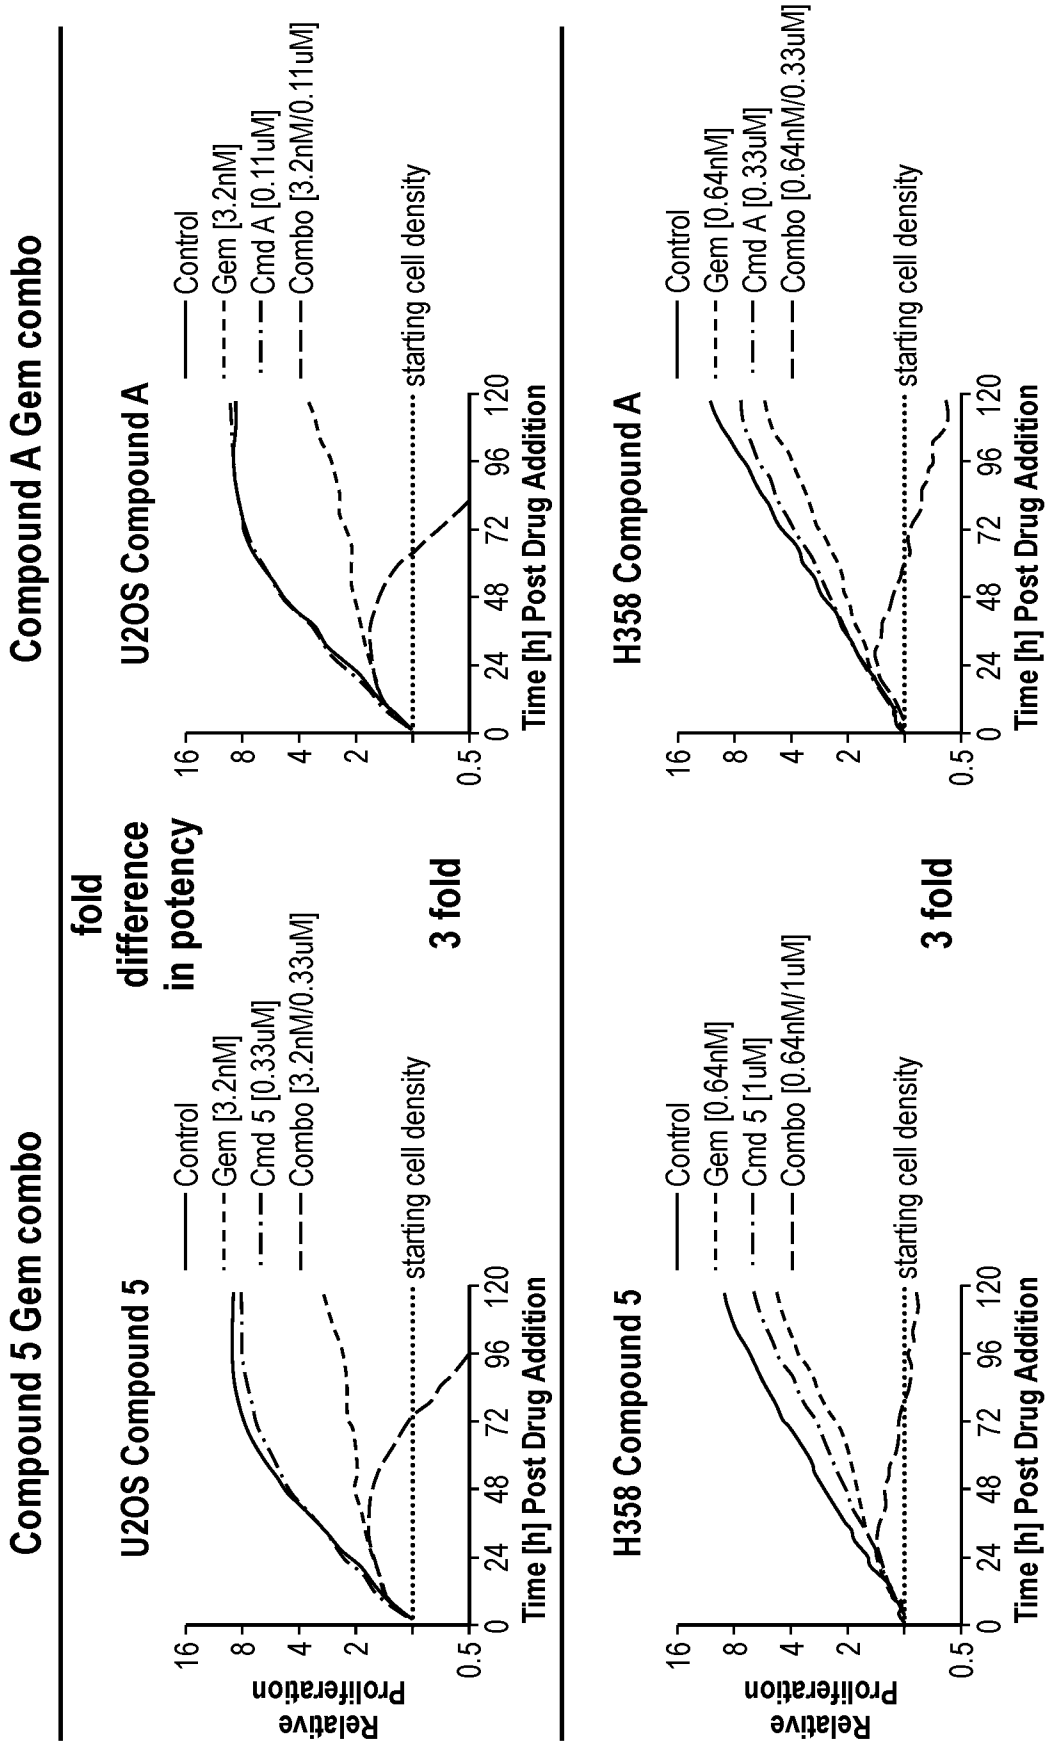 Compound 5 Gem combo
Compound A Gem combo
fold
difference
in potency
U2OS Compound 5
Relative
Proliferation
16
8
4
2
0.5
0
24
48
72
96
120
Time [h] Post Drug Addition
Control
Gem [3.2nM]
Cmd 5 [0.33uM]
Combo [3.2nM/0.33uM]
starting cell density
3 fold
U2OS Compound A
16
8
4
2
0.5
0
24
48
72
96
120
Time [h] Post Drug Addition
Control
Gem [3.2nM]
Cmd A [0.11uM]
Combo [3.2nM/0.11uM]
starting cell density
H358 Compound 5
Relative
Proliferation
16
8
4
2
0.5
0
24
48
72
96
120
Time [h] Post Drug Addition
Control
Gem [0.64nM]
Cmd 5 [1uM]
Combo [0.64nM/1uM]
starting cell density
3 fold
H358 Compound A
16
8
4
2
0.5
0
24
48
72
96
120
Time [h] Post Drug Addition
Control
Gem [0.64nM]
Cmd A [0.33uM]
Combo [0.64nM/0.33uM]
starting cell density